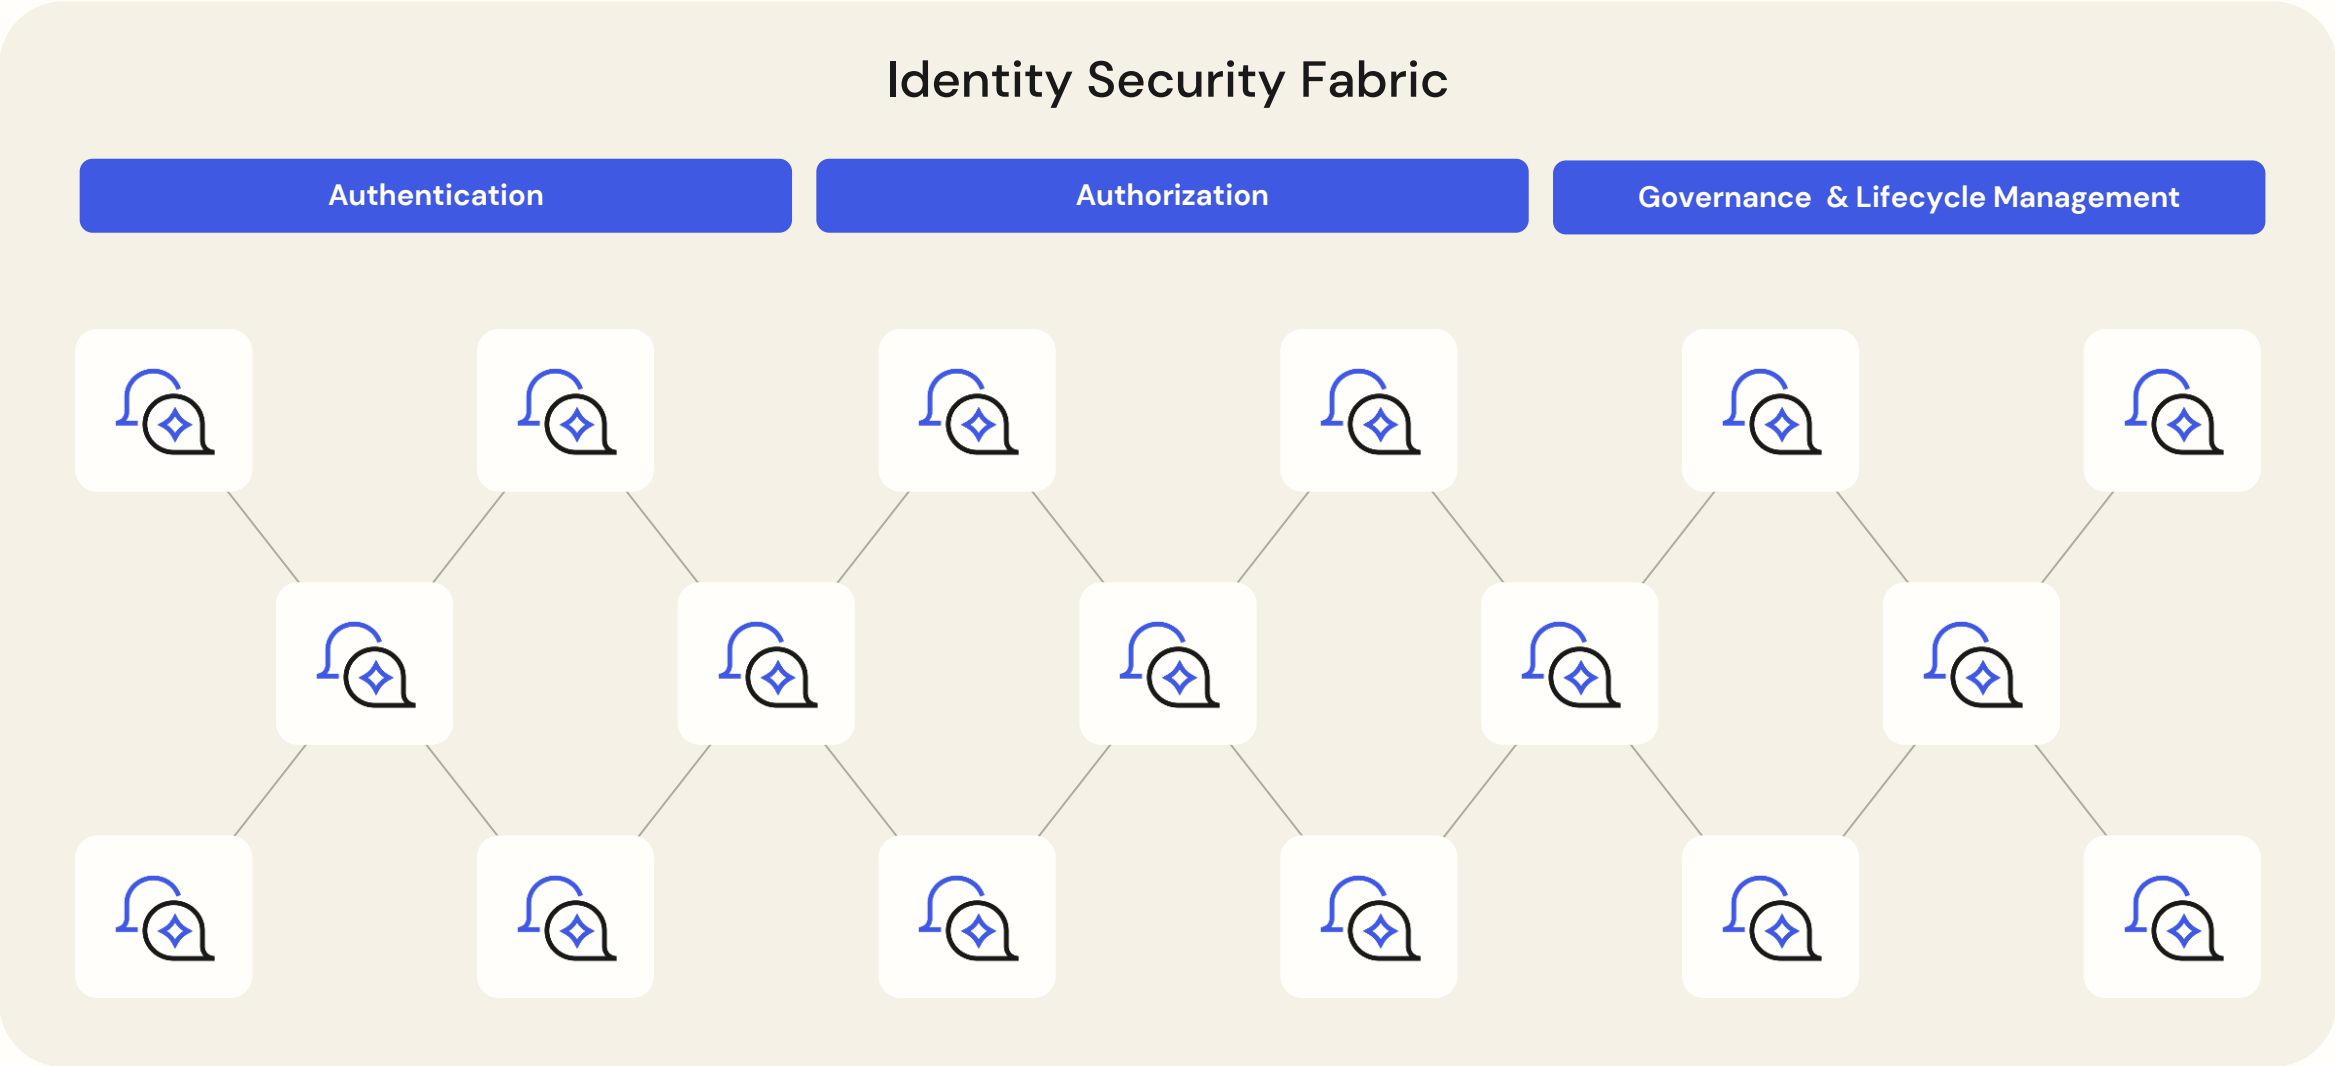 Identity Security Fabric
Authentication
Authorization
Governance & Lifecycle Management